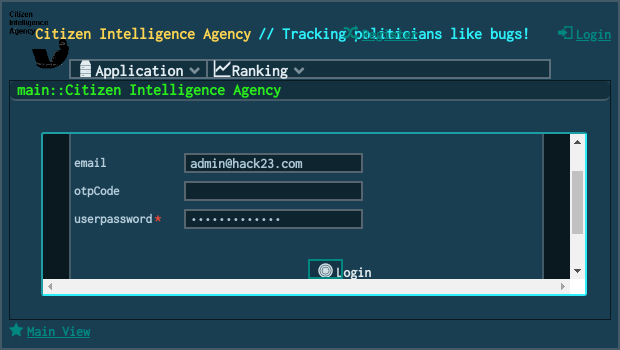 Citizen
Intelligence
Agency
Citizen Intelligence Agency // Tracking politicians like bugs!
Register
Login
Application
Ranking
main::Citizen Intelligence Agency
email
admin@hack23.com
otpCode
userpassword*
•••••••••••••
Login
Main View